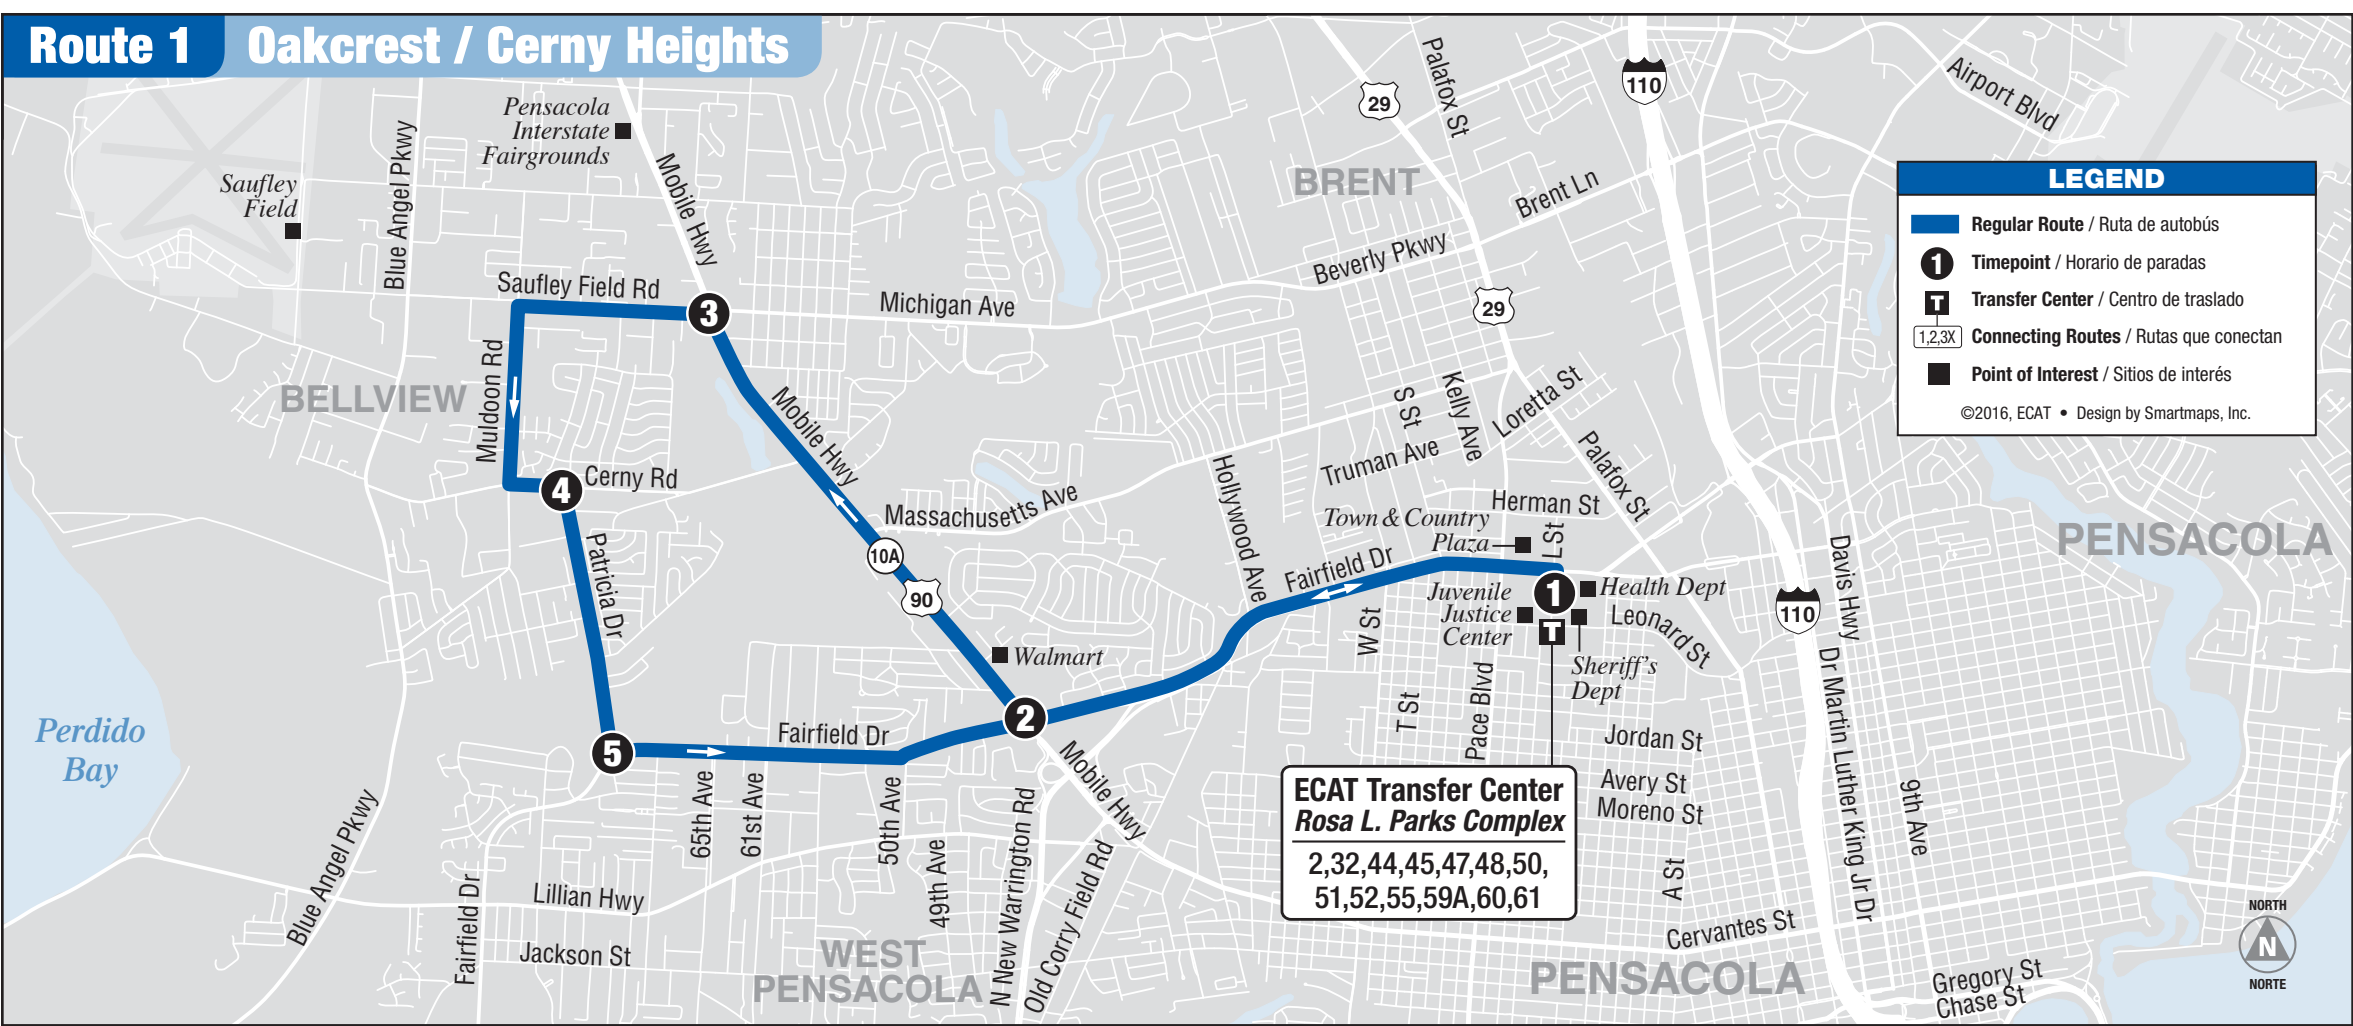 Route 1
Oakcrest / Cerny Heights
Pensacola
Interstate
Fairgrounds
Saufley
Field
Blue Angel Pkwy
Mobile Hwy
Saufley Field Rd
3
Michigan Ave
Muldoon Rd
BELLVIEW
4
Cerny Rd
Mobile Hwy
Massachusetts Ave
10A
90
Patricia Dr
Walmart
2
5
Fairfield Dr
65th Ave
61st Ave
50th Ave
49th Ave
Mobile Hwy
N New Warrington Rd
Old Corry Field Rd
Perdido
Bay
Blue Angel Pkwy
Fairfield Dr
Lillian Hwy
Jackson St
WEST
PENSACOLA
29
Palafox St
110
Airport Blvd
BRENT
Brent Ln
Beverly Pkwy
29
S St
Kelly Ave
Loretta St
Truman Ave
Palafox St
Hollywood Ave
Herman St
Town & Country
Plaza
L St
Fairfield Dr
1
Health Dept
Juvenile
Justice
Center
T
Leonard St
Sheriff's
Dept
W St
T St
Pace Blvd
Jordan St
Avery St
Moreno St
A St
Cervantes St
ECAT Transfer Center
Rosa L. Parks Complex
2,32,44,45,47,48,50,
51,52,55,59A,60,61
PENSACOLA
110
Davis Hwy
Dr Martin Luther King Jr Dr
9th Ave
PENSACOLA
Gregory St
Chase St
LEGEND
Regular Route / Ruta de autobús
1 Timepoint / Horario de paradas
T Transfer Center / Centro de traslado
1,2,3X Connecting Routes / Rutas que conectan
Point of Interest / Sitios de interés
©2016, ECAT • Design by Smartmaps, Inc.
NORTH
N
NORTE